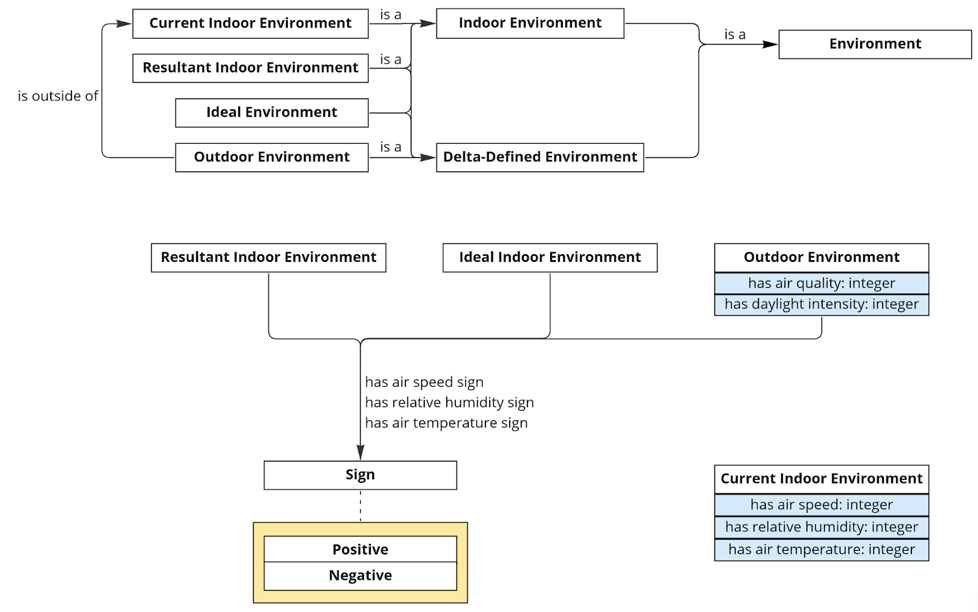 Current Indoor Environment
is a
Indoor Environment
is a
Environment
Resultant Indoor Environment
is a
is outside of
Ideal Environment
Outdoor Environment
is a
Delta-Defined Environment
Resultant Indoor Environment
Ideal Indoor Environment
Outdoor Environment
has air quality: integer
has daylight intensity: integer
has air speed sign
has relative humidity sign
has air temperature sign
Sign
Positive
Negative
Current Indoor Environment
has air speed: integer
has relative humidity: integer
has air temperature: integer